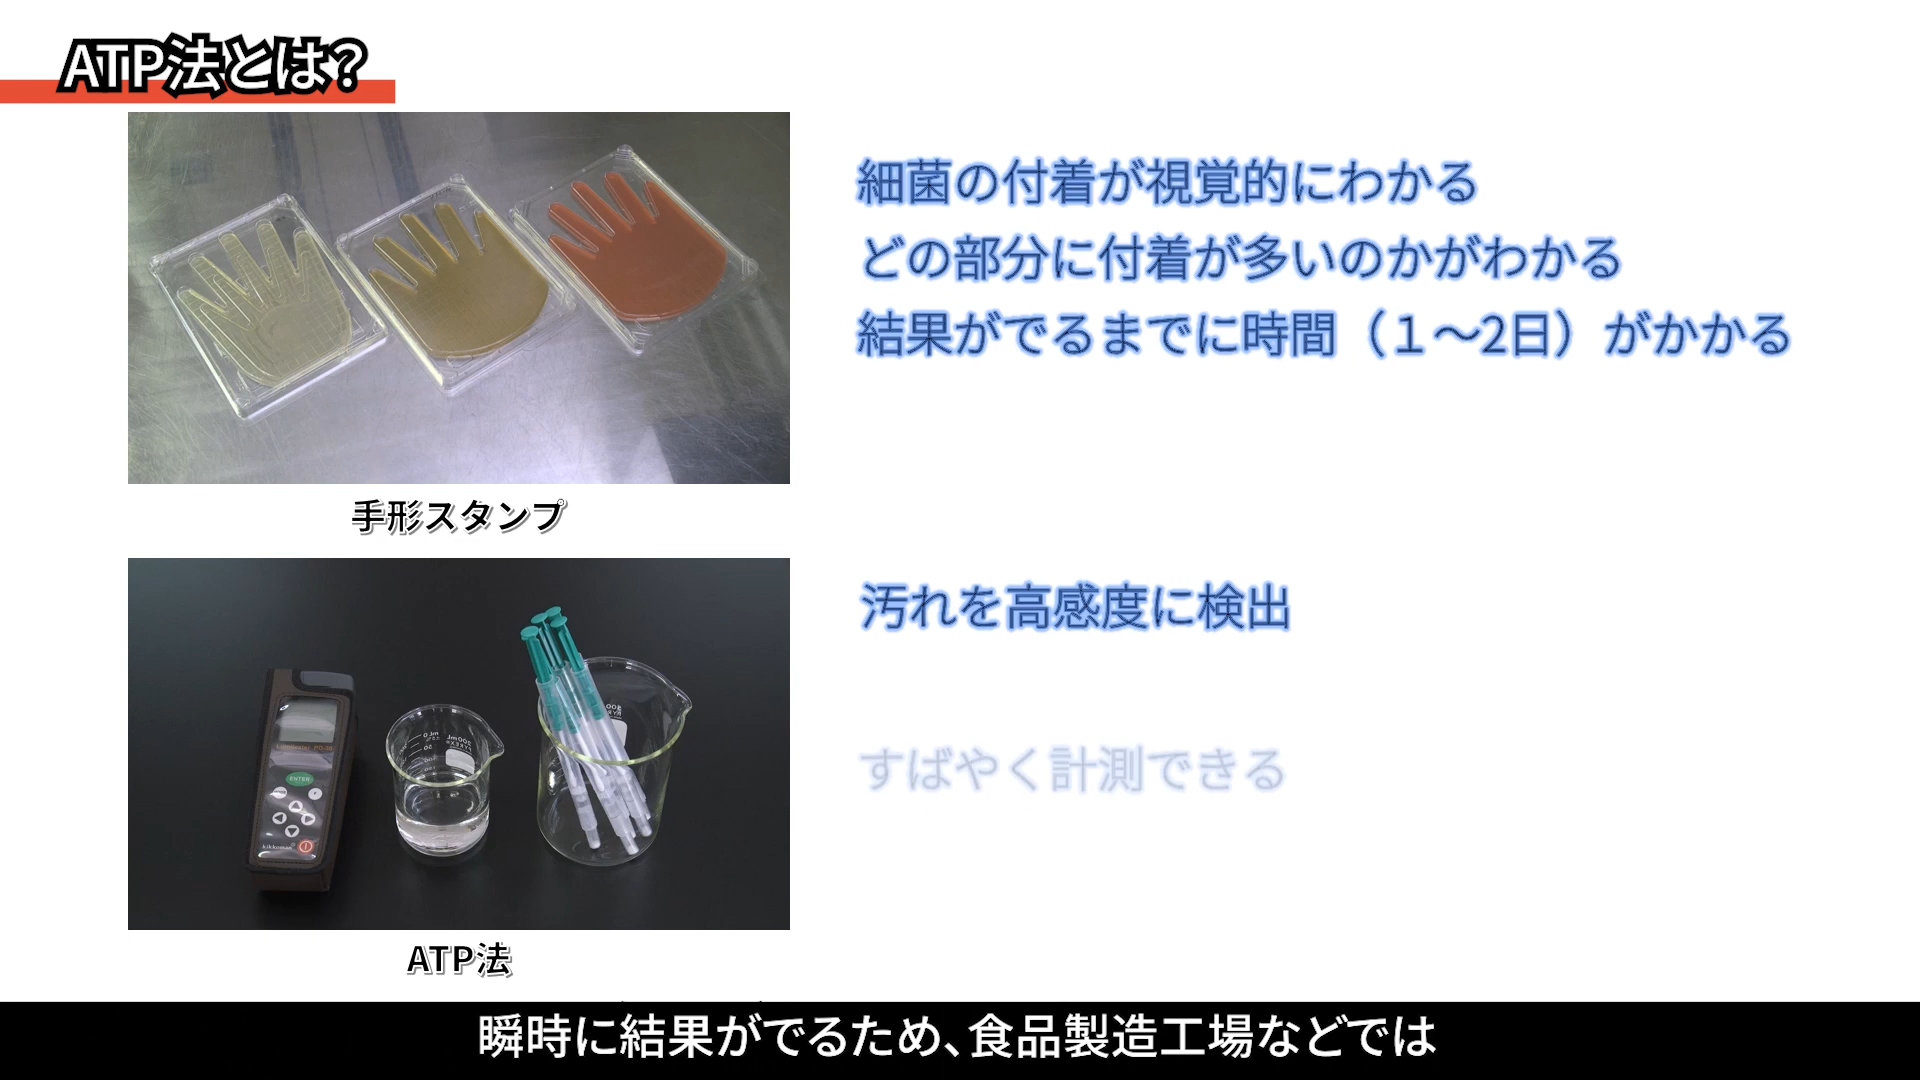 ATP法とは?
細菌の付着が視覚的にわかる
どの部分に付着が多いのかがわかる
結果がでるまでに時間（１～2日）がかかる
手形スタンプ
汚れを高感度に検出
すばやく計測できる
ENTER
kikkoman
ATP法
瞬時に結果がでるため、食品製造工場などでは